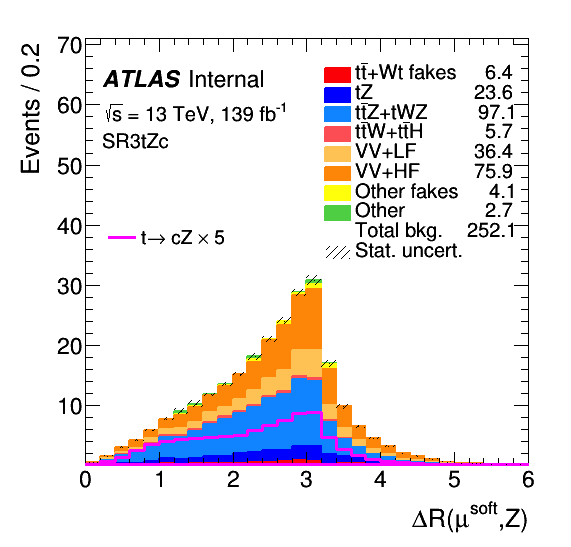 Events / 0.2
70
60
50
40
30
20
10
0
1
2
3
4
5
6
ATLAS Internal
√s = 13 TeV, 139 fb⁻¹
SR3tZc
t→ cZ × 5
tt̄+Wt fakes 6.4
tZ 23.6
tt̄Z+tWZ 97.1
tt̄W+tt̄H 5.7
VV+LF 36.4
VV+HF 75.9
Other fakes 4.1
Other 2.7
Total bkg. 252.1
Stat. uncert.
ΔR(μ^soft,Z)